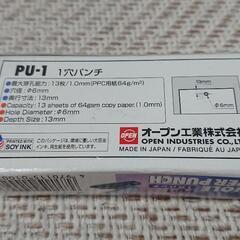 PU-1 1穴パンチ
●最大穿孔能力：13枚/1.0mm(PPC用紙64g/m²)
●穴径：Φ6mm
●奥行寸法：13mm
●Capacity: 13 sheets of 64gsm copy paper.(1.0mm)
●Hole Diameter：Φ6mm
●Depth Size：13mm
13mm
PRINTED WITH
SOY INK
OPEN
オープン工業株式会社
OPEN INDUSTRIES CO.,LTD.
MADE IN JAPAN / FABRIQUÉ AU JAPON
PUNCH